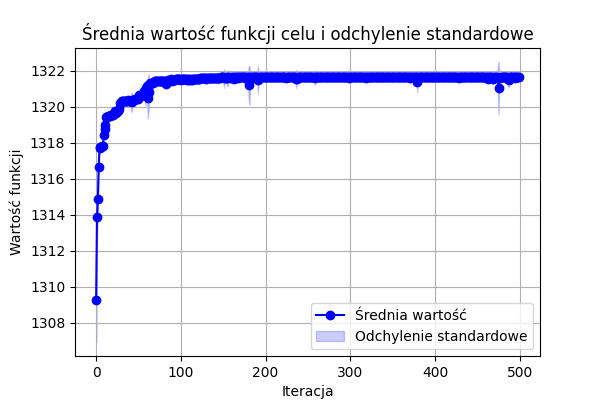 Średnia wartość funkcji celu i odchylenie standardowe
Wartość funkcji
1322
1320
1318
1316
1314
1312
1310
1308
0 100 200 300 400 500
Iteracja
Średnia wartość
Odchylenie standardowe